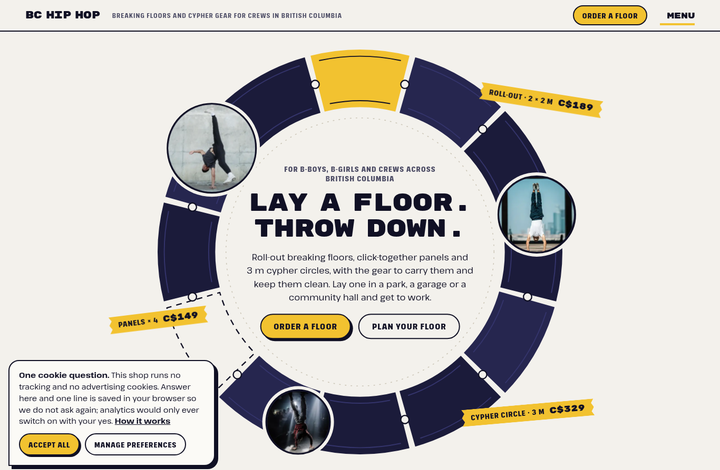 BC HIP HOP
BREAKING FLOORS AND CYPHER GEAR FOR CREWS IN BRITISH COLUMBIA
ORDER A FLOOR
MENU
ROLL-OUT · 2 × 2 M C$189
FOR B-BOYS, B-GIRLS AND CREWS ACROSS
BRITISH COLUMBIA
LAY A FLOOR.
THROW DOWN.
Roll-out breaking floors, click-together panels and
3 m cypher circles, with the gear to carry them and
keep them clean. Lay one in a park, a garage or a
community hall and get to work.
ORDER A FLOOR
PLAN YOUR FLOOR
PANELS × 4 C$149
One cookie question. This shop runs no
tracking and no advertising cookies. Answer
here and one line is saved in your browser so
we do not ask again; analytics would only ever
switch on with your yes. How it works
ACCEPT ALL
MANAGE PREFERENCES
CYPHER CIRCLE · 3 M C$329